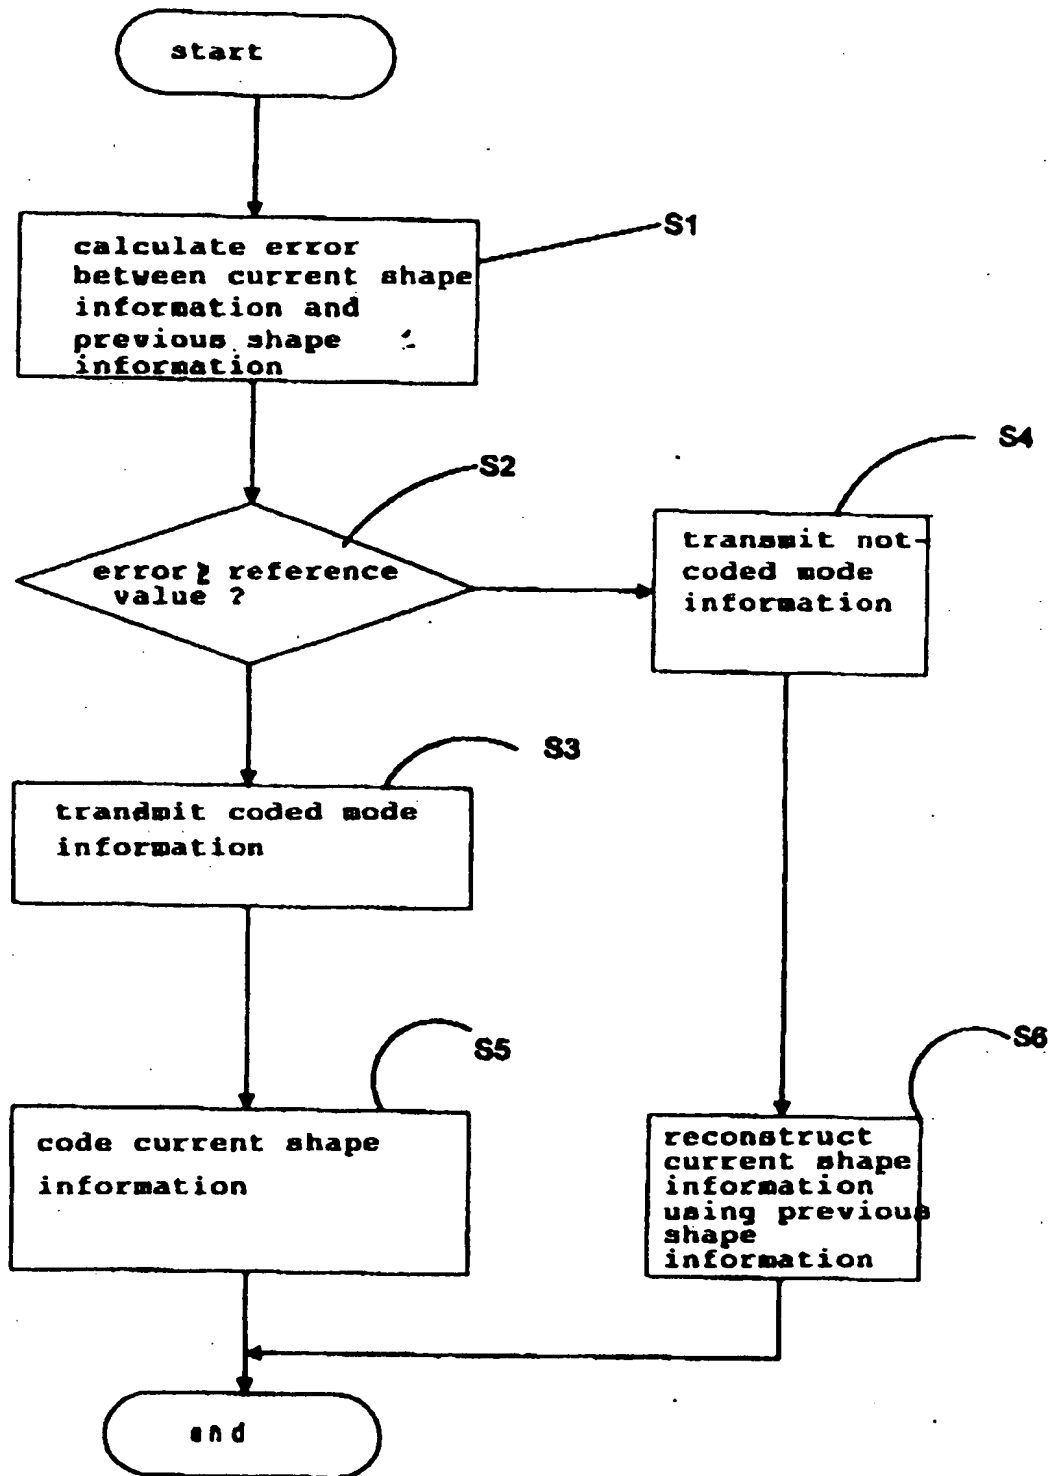 start
calculate error
between current shape
information and
previous shape
information
S1
error ≥ reference
value ?
S2
transmit not-
coded mode
information
S4
trandmit coded mode
information
S3
code current shape
information
S5
reconstruct
current shape
information
using previous
shape
information
S6
end